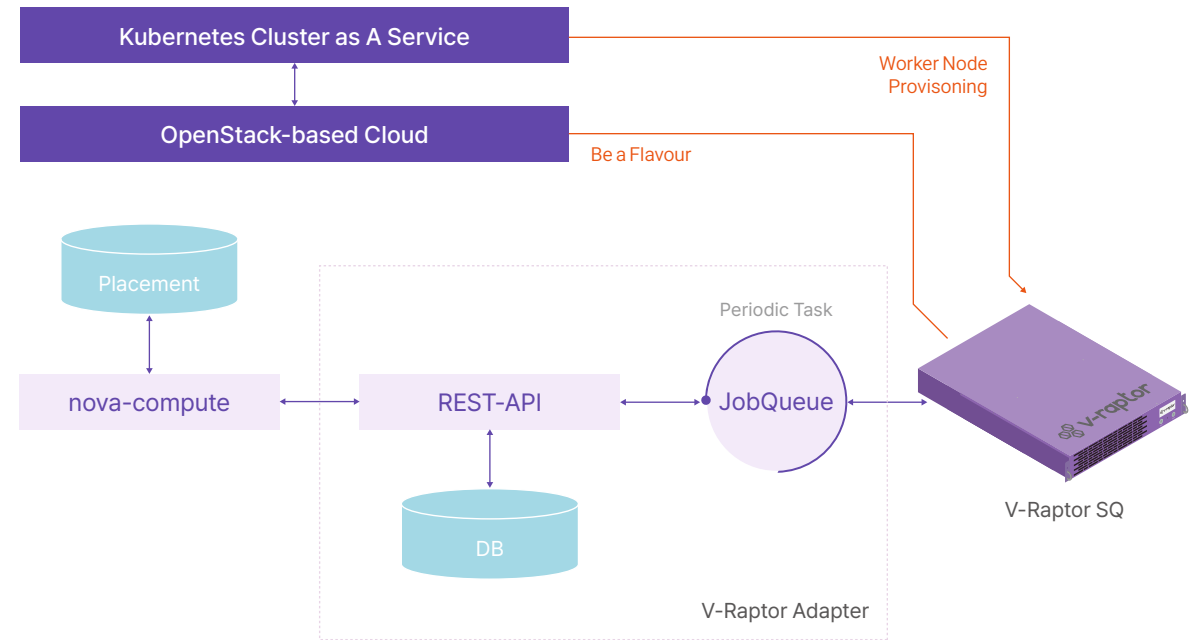 Kubernetes Cluster as A Service
Worker Node
Provisoning
OpenStack-based Cloud
Be a Flavour
Placement
Periodic Task
nova-compute
REST-API
JobQueue
v-raptor
V-Raptor SQ
DB
V-Raptor Adapter